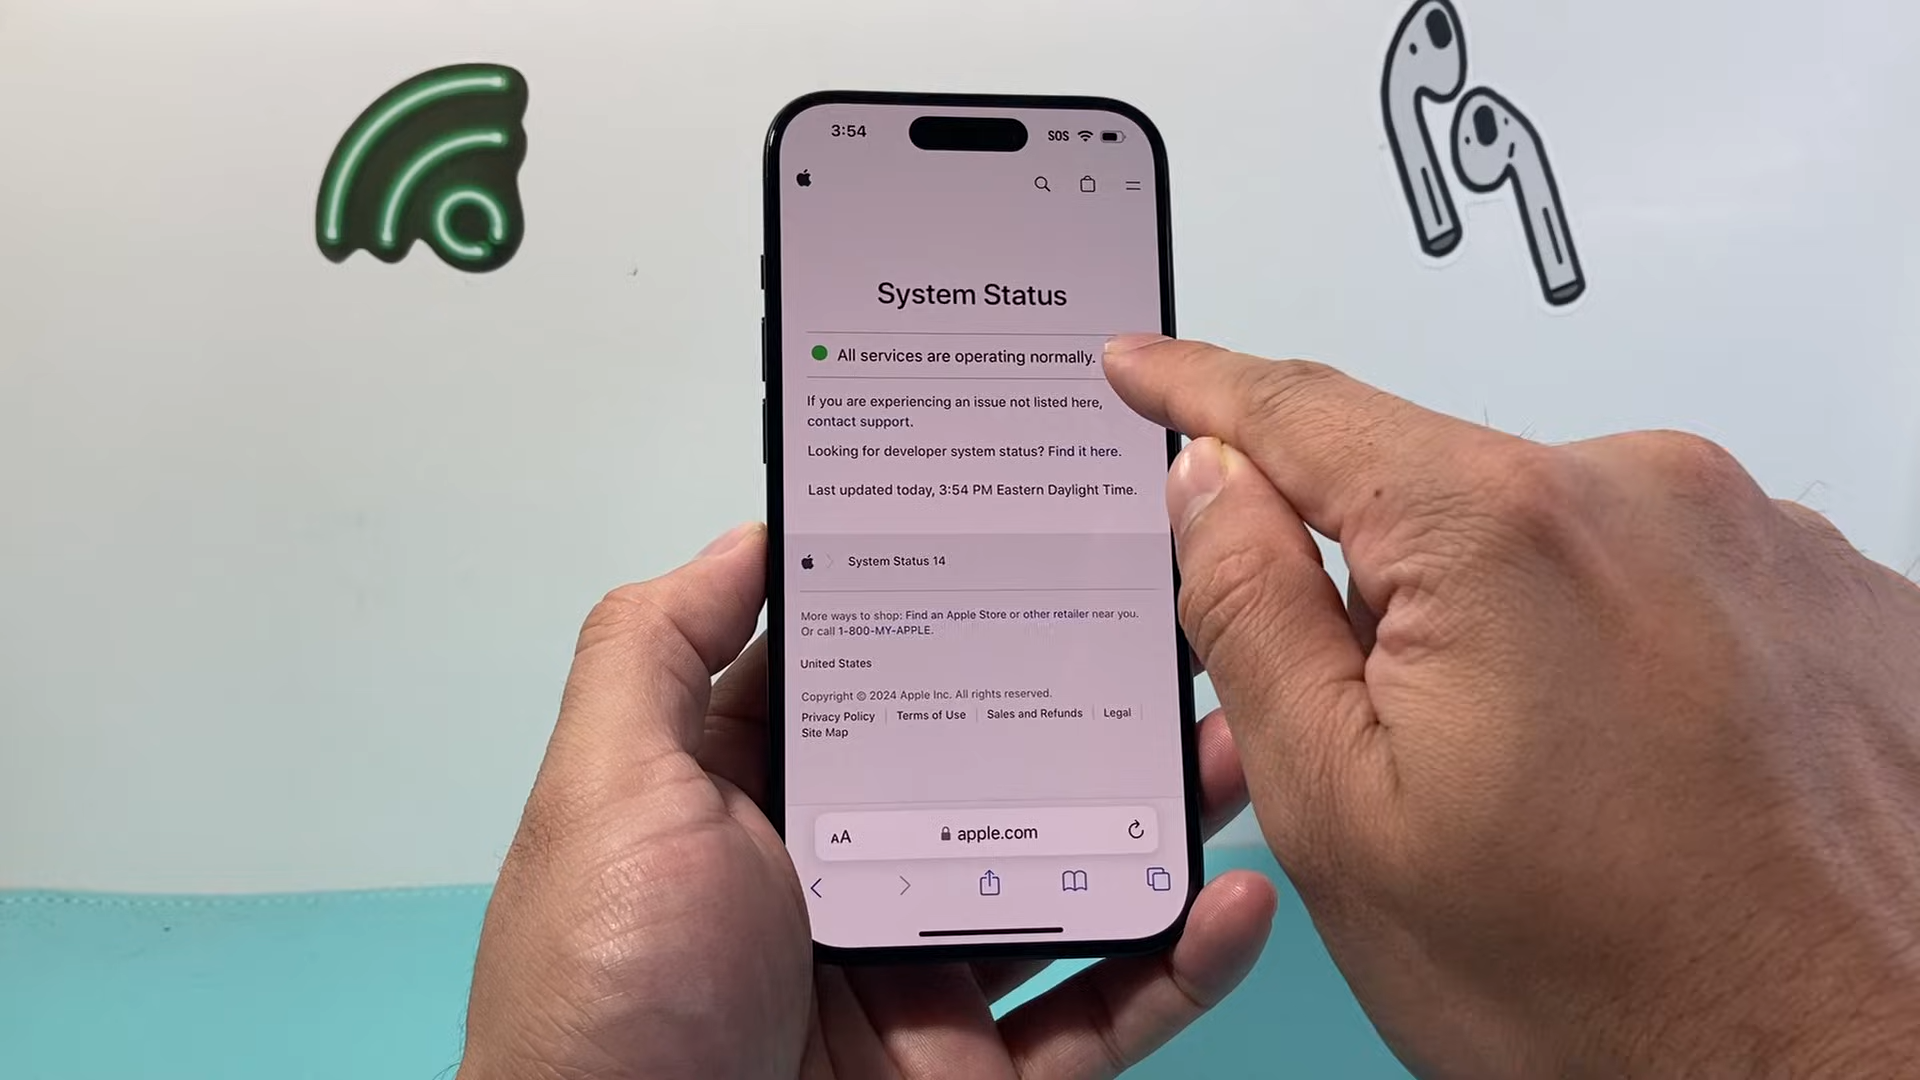 3:54
SOS
System Status
All services are operating normally.
If you are experiencing an issue not listed here,
contact support.
Looking for developer system status? Find it here.
Last updated today, 3:54 PM Eastern Daylight Time.
System Status 14
More ways to shop: Find an Apple Store or other retailer near you.
Or call 1-800-MY-APPLE.
United States
Copyright © 2024 Apple Inc. All rights reserved.
Privacy Policy | Terms of Use | Sales and Refunds | Legal |
Site Map
AA apple.com